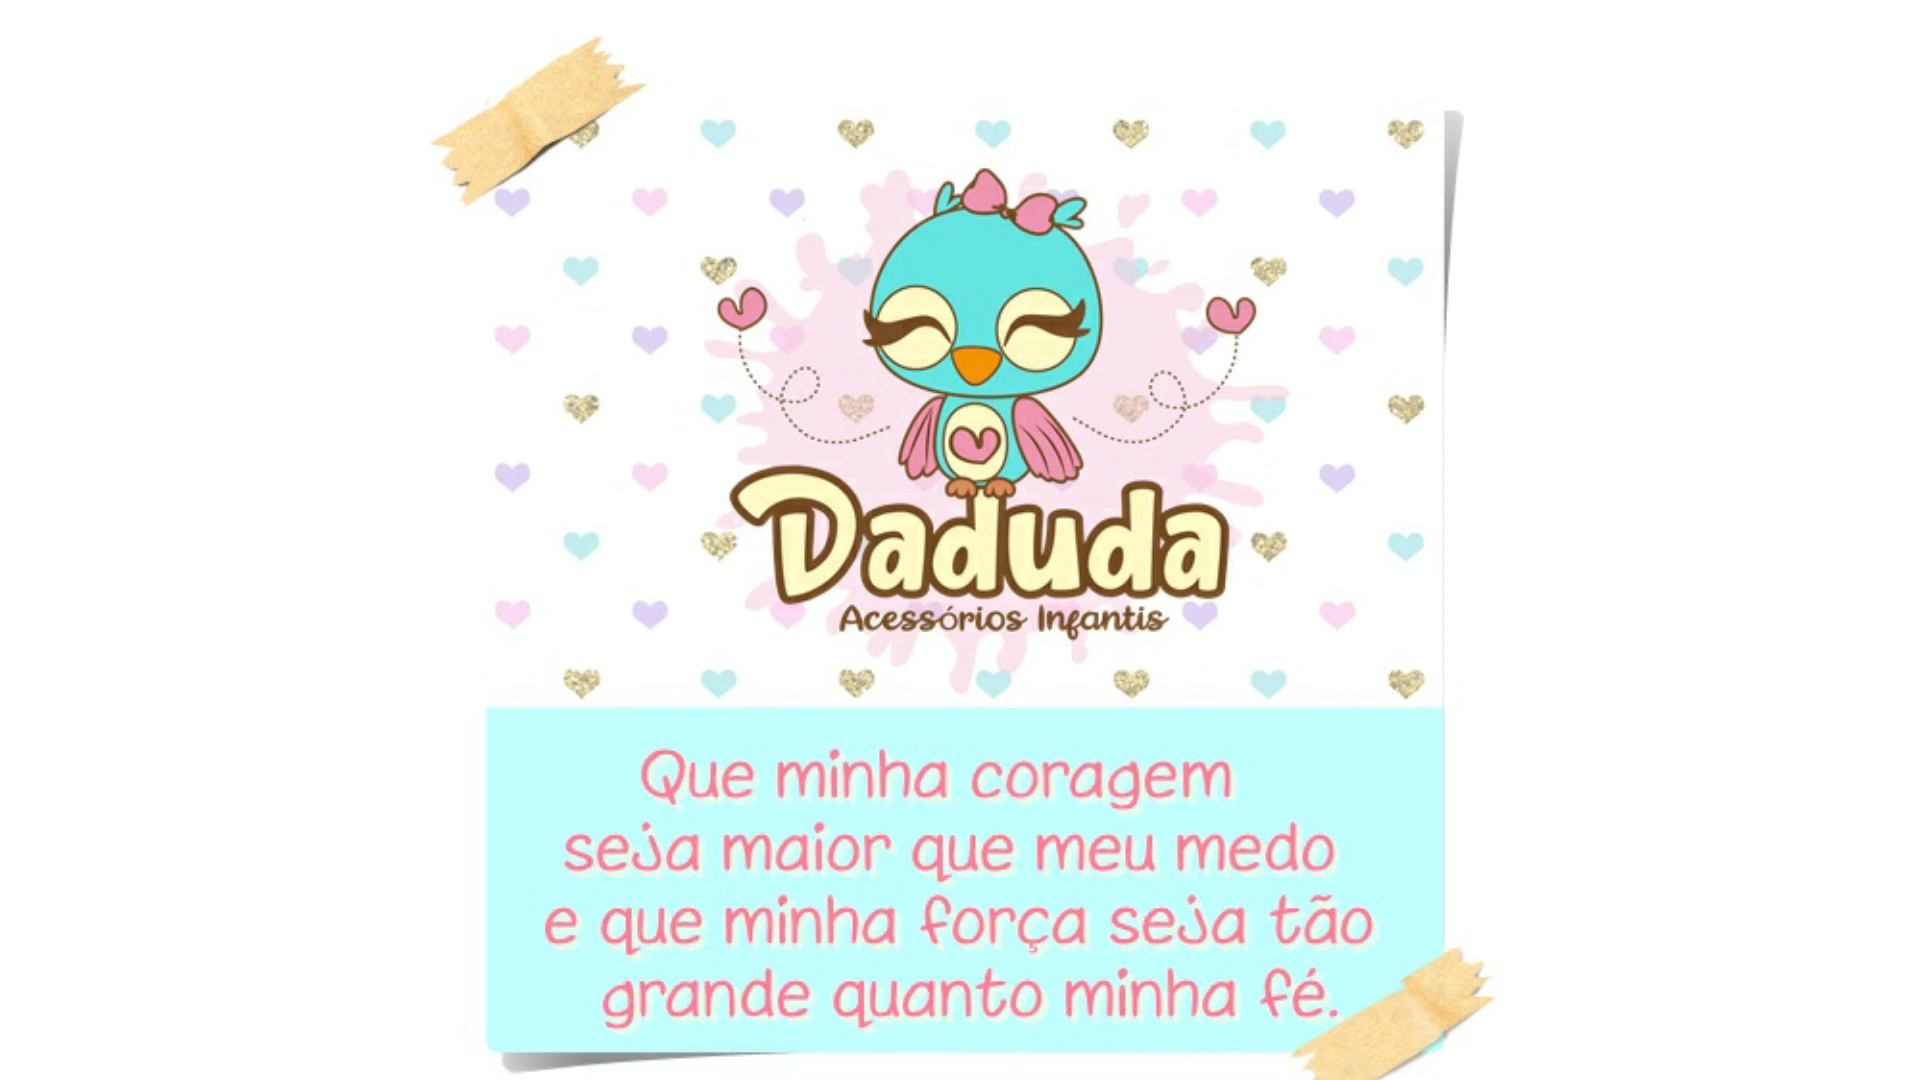 Daduda
Acessórios Infantis
Que minha coragem
seja maior que meu medo
e que minha força seja tão
grande quanto minha fé.